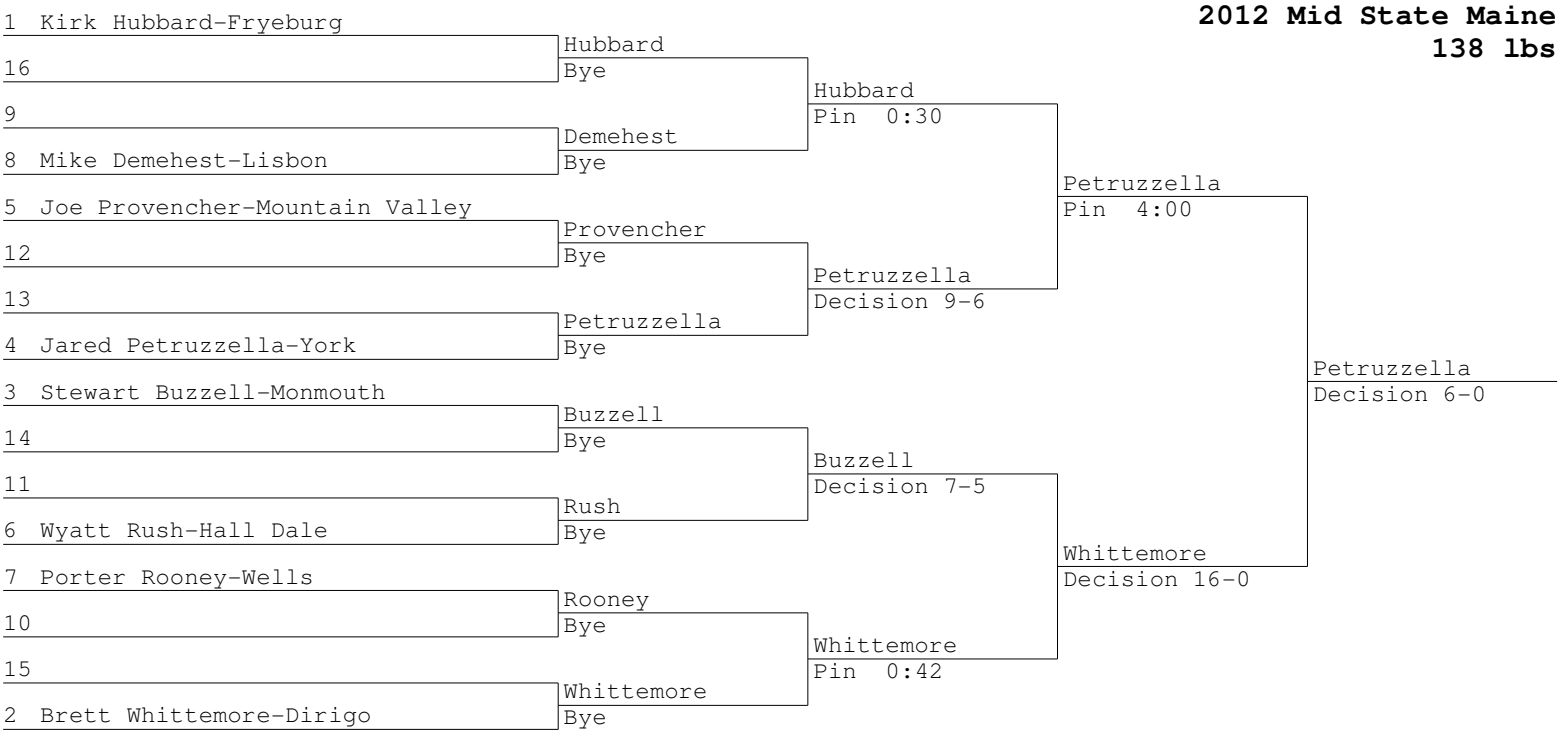 2012 Mid State Maine
138 lbs
1 Kirk Hubbard-Fryeburg
16
9
8 Mike Demehest-Lisbon
5 Joe Provencher-Mountain Valley
12
13
4 Jared Petruzzella-York
3 Stewart Buzzell-Monmouth
14
11
6 Wyatt Rush-Hall Dale
7 Porter Rooney-Wells
10
15
2 Brett Whittemore-Dirigo
Hubbard
Bye
Demehest
Bye
Provencher
Bye
Petruzzella
Bye
Buzzell
Bye
Rush
Bye
Rooney
Bye
Whittemore
Bye
Hubbard
Pin 0:30
Petruzzella
Decision 9-6
Buzzell
Decision 7-5
Whittemore
Pin 0:42
Petruzzella
Pin 4:00
Whittemore
Decision 16-0
Petruzzella
Decision 6-0